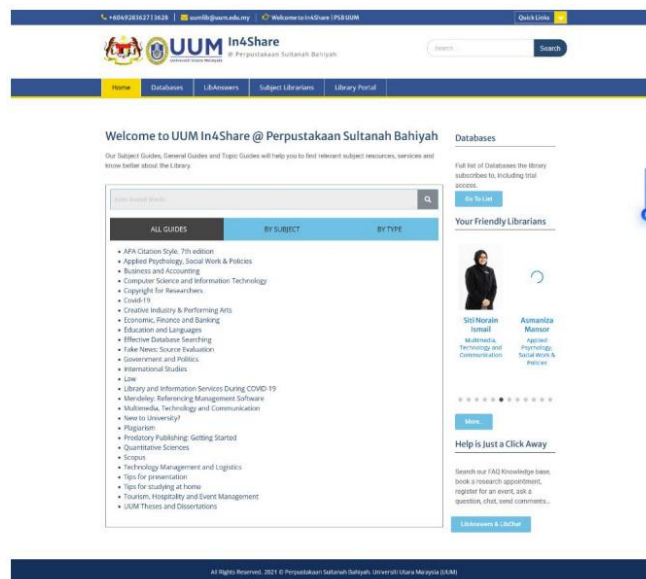 +6049283627 | 3628 | uumlib@uum.edu.my | Welcome to In4Share | PSB UUM
Quick Links
UUM
Universiti Utara Malaysia
In4Share
@ Perpustakaan Sultanah Bahiyah
Search
Search
Home Databases LibAnswers Subject Librarians Library Portal
Welcome to UUM In4Share @ Perpustakaan Sultanah Bahiyah
Our Subject Guides, General Guides and Topic Guides will help you to find relevant subject resources, services and
know better about the Library.
ALL GUIDES BY SUBJECT BY TYPE
APA Citation Style, 7th edition
Applied Psychology, Social Work & Policies
Business and Accounting
Computer Science and Information Technology
Copyright for Researchers
Covid-19
Creative Industry & Performing Arts
Economic, Finance and Banking
Education and Languages
Effective Database Searching
Fake News: Source Evaluation
Government and Politics
International Studies
Law
Library and Information Services During COVID-19
Mendeley: Referencing Management Software
Multimedia, Technology and Communication
New to University?
Plagiarism
Predatory Publishing: Getting Started
Quantitative Sciences
Scopus
Technology Management and Logistics
Tips for presentation
Tips for studying at home
Tourism, Hospitality and Event Management
UUM Theses and Dissertations
Databases
Full list of Databases the library
subscribes to, including trial
access.
Go To List
Your Friendly Librarians
Siti Norain
Ismail
Multimedia,
Technology and
Communication
Asmaniza
Mansor
Applied
Psychology,
Social Work &
Policies
More...
Help is Just a Click Away
Search our FAQ Knowledge base,
book a research appointment,
register for an event, ask a
question, chat, send comments...
LibAnswers & LibChat
All Rights Reserved. 2021 © Perpustakaan Sultanah Bahiyah. Universiti Utara Malaysia (UUM)